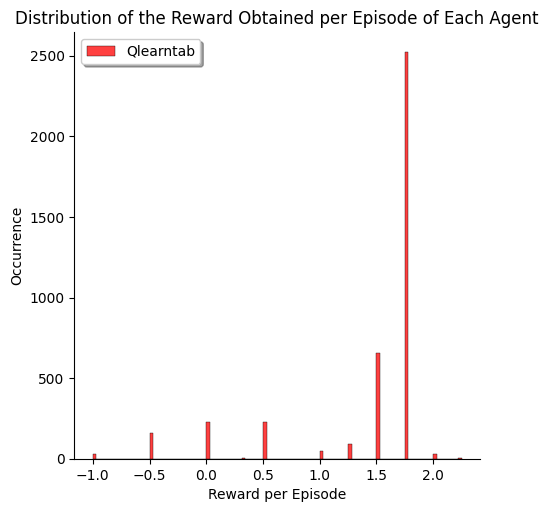 Distribution of the Reward Obtained per Episode of Each Agent
Qlearntab
2500
2000
1500
1000
500
0
Occurrence
−1.0 −0.5 0.0 0.5 1.0 1.5 2.0
Reward per Episode